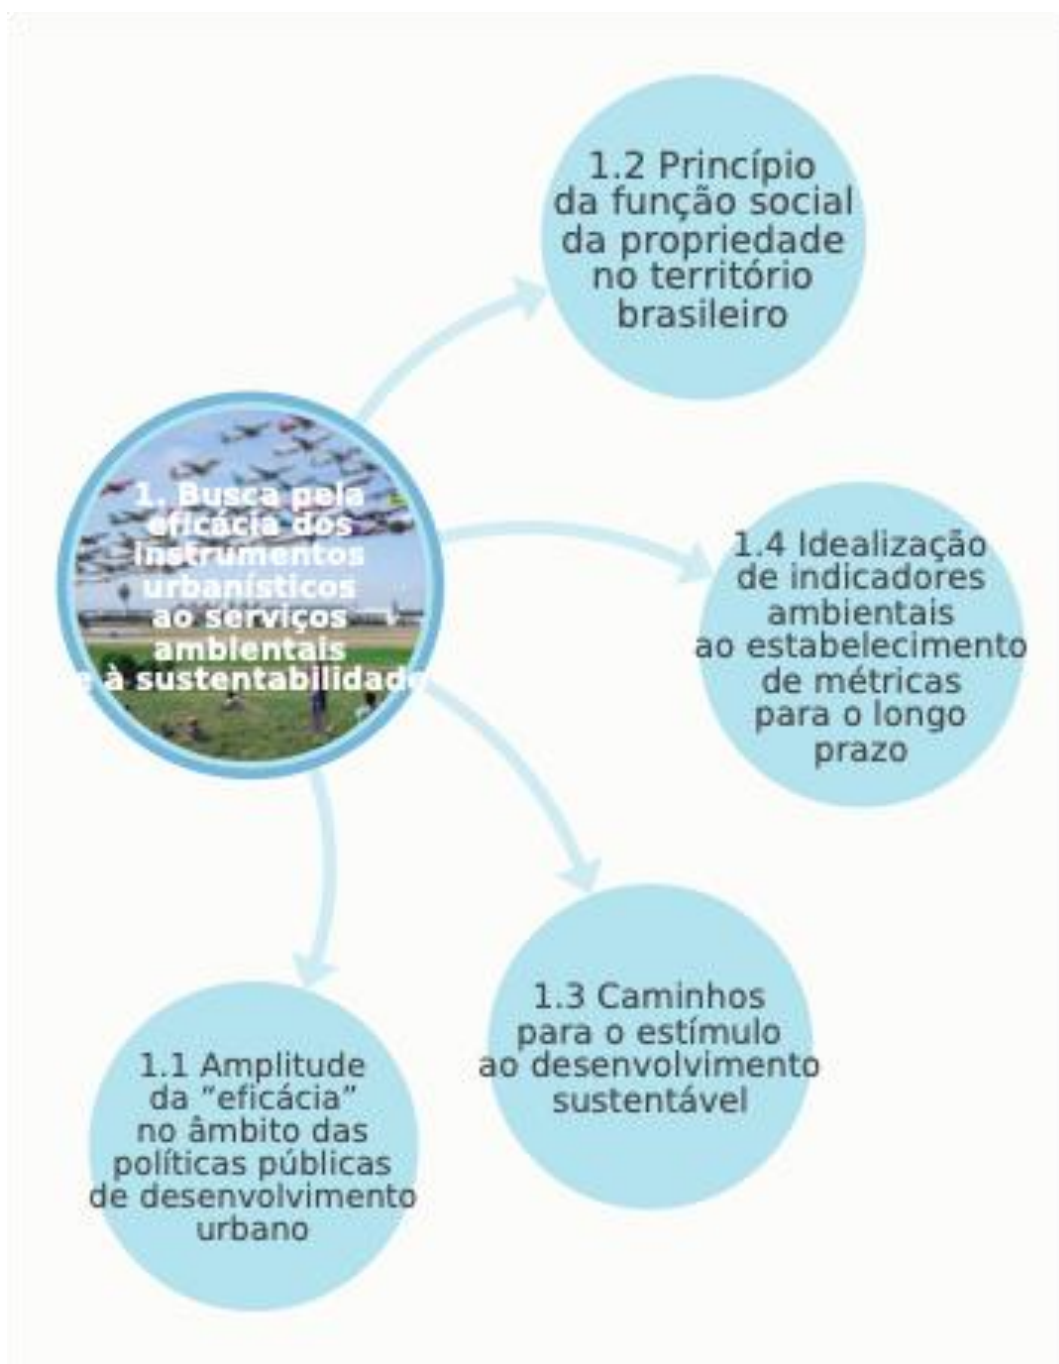 1. Busca pela
eficácia dos
instrumentos
urbanísticos
ao serviços
ambientais
e à sustentabilidade
1.2 Princípio
da função social
da propriedade
no território
brasileiro
1.4 Idealização
de indicadores
ambientais
ao estabelecimento
de métricas
para o longo
prazo
1.3 Caminhos
para o estímulo
ao desenvolvimento
sustentável
1.1 Amplitude
da “eficácia”
no âmbito das
políticas públicas
de desenvolvimento
urbano